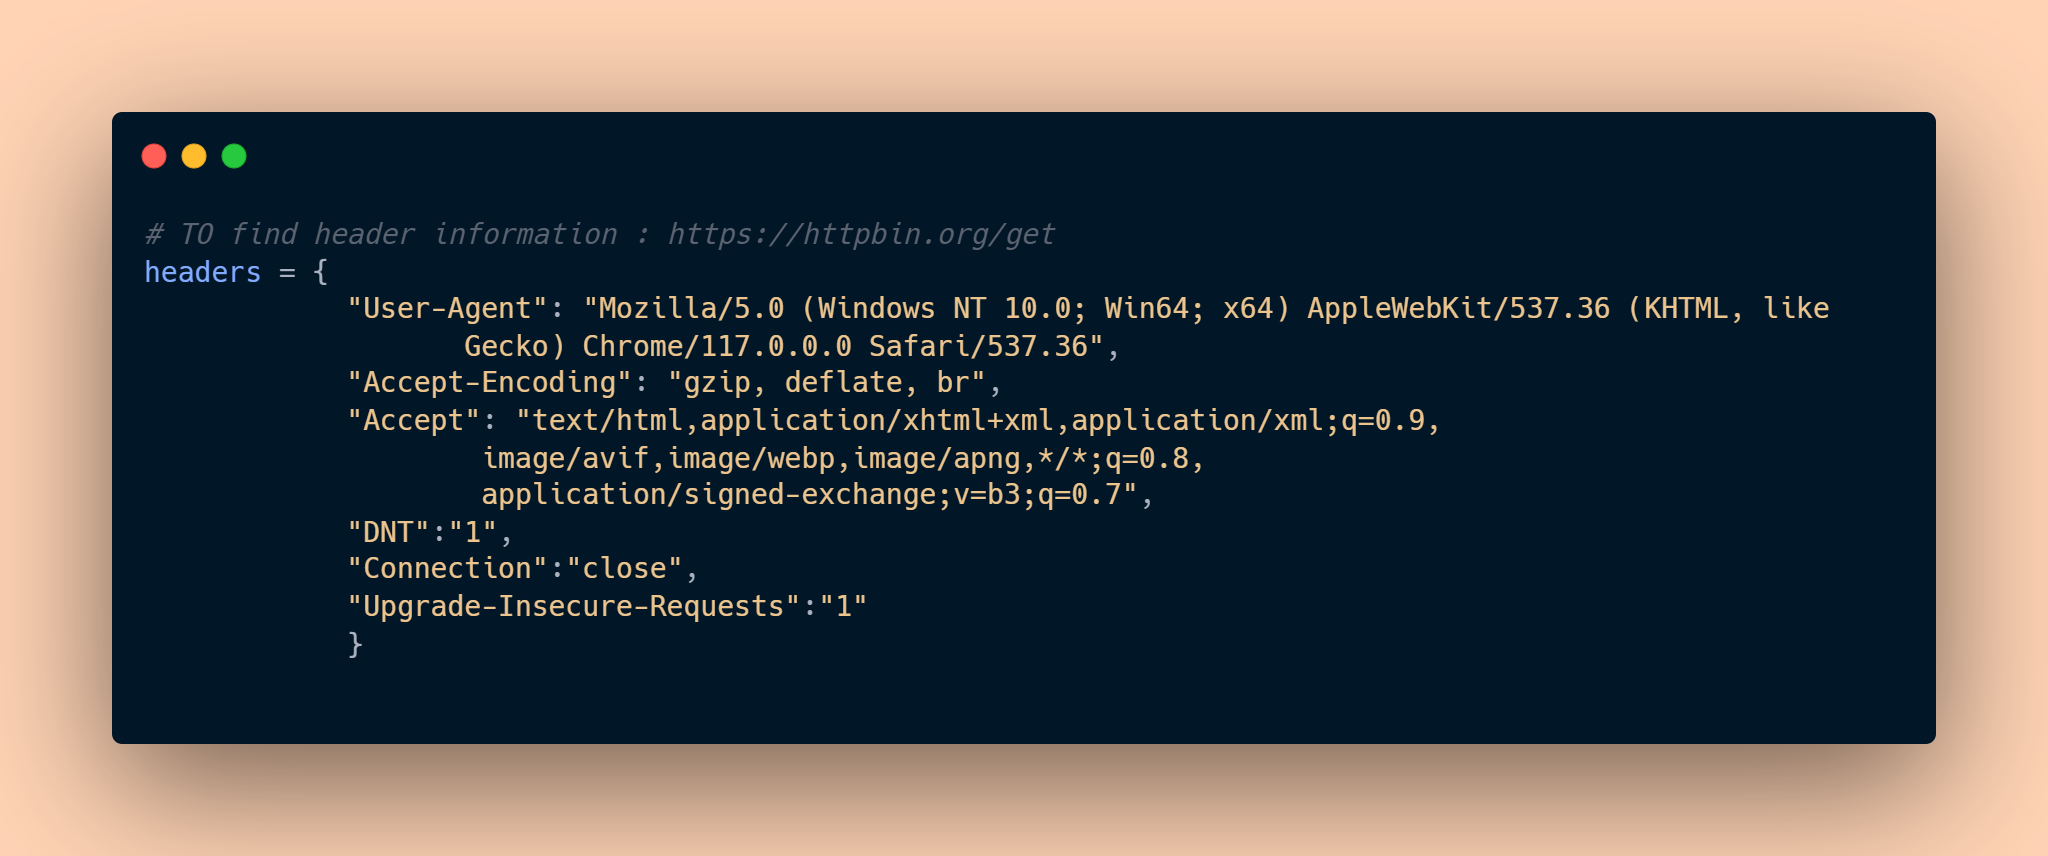 # TO find header information : https://httpbin.org/get
headers = {
"User-Agent": "Mozilla/5.0 (Windows NT 10.0; Win64; x64) AppleWebKit/537.36 (KHTML, like
Gecko) Chrome/117.0.0.0 Safari/537.36",
"Accept-Encoding": "gzip, deflate, br",
"Accept": "text/html,application/xhtml+xml,application/xml;q=0.9,
image/avif,image/webp,image/apng,*/*;q=0.8,
application/signed-exchange;v=b3;q=0.7",
"DNT":"1",
"Connection":"close",
"Upgrade-Insecure-Requests":"1"
}